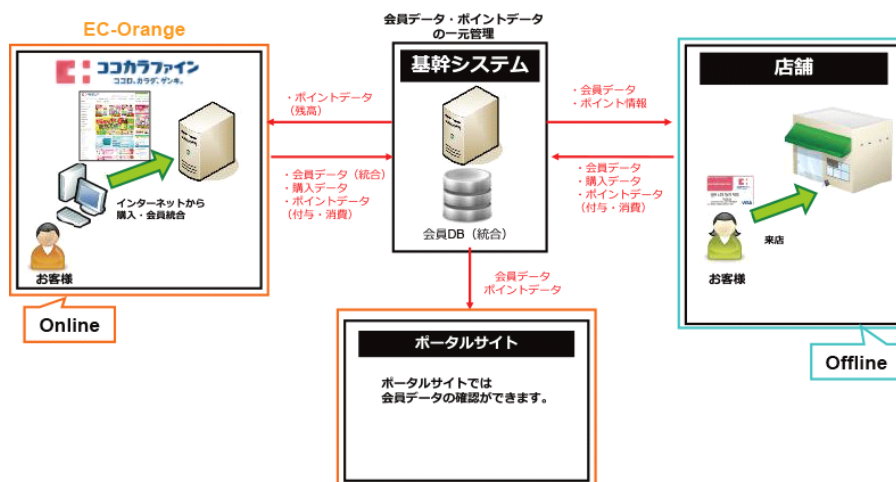 EC-Orange
ココカラファイン
ココロ、カラダ、ゲンキ。
インターネットから
購入・会員統合
お客様
Online
・ポイントデータ
（残高）
・会員データ（統合）
・購入データ
・ポイントデータ
（付与・消費）
会員データ・ポイントデータ
の一元管理
基幹システム
会員DB（統合）
・会員データ
・ポイント情報
・会員データ
・購入データ
・ポイントデータ
（付与・消費）
店舗
VISA
来店
お客様
Offline
会員データ
ポイントデータ
ポータルサイト
ポータルサイトでは
会員データの確認ができます。